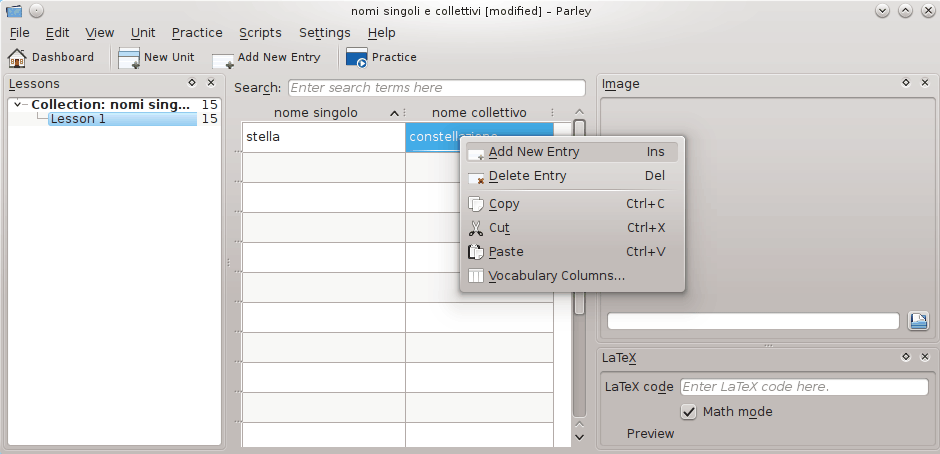 nomi singoli e collettivi [modified] – Parley
File Edit View Unit Practice Scripts Settings Help
Dashboard New Unit Add New Entry Practice
Lessons
Collection: nomi sing... 15
Lesson 1 15
Search: Enter search terms here
nome singolo nome collettivo
stella
Add New Entry Ins
Delete Entry Del
Copy Ctrl+C
Cut Ctrl+X
Paste Ctrl+V
Vocabulary Columns...
Image
LaTeX
LaTeX code Enter LaTeX code here.
Math mode
Preview